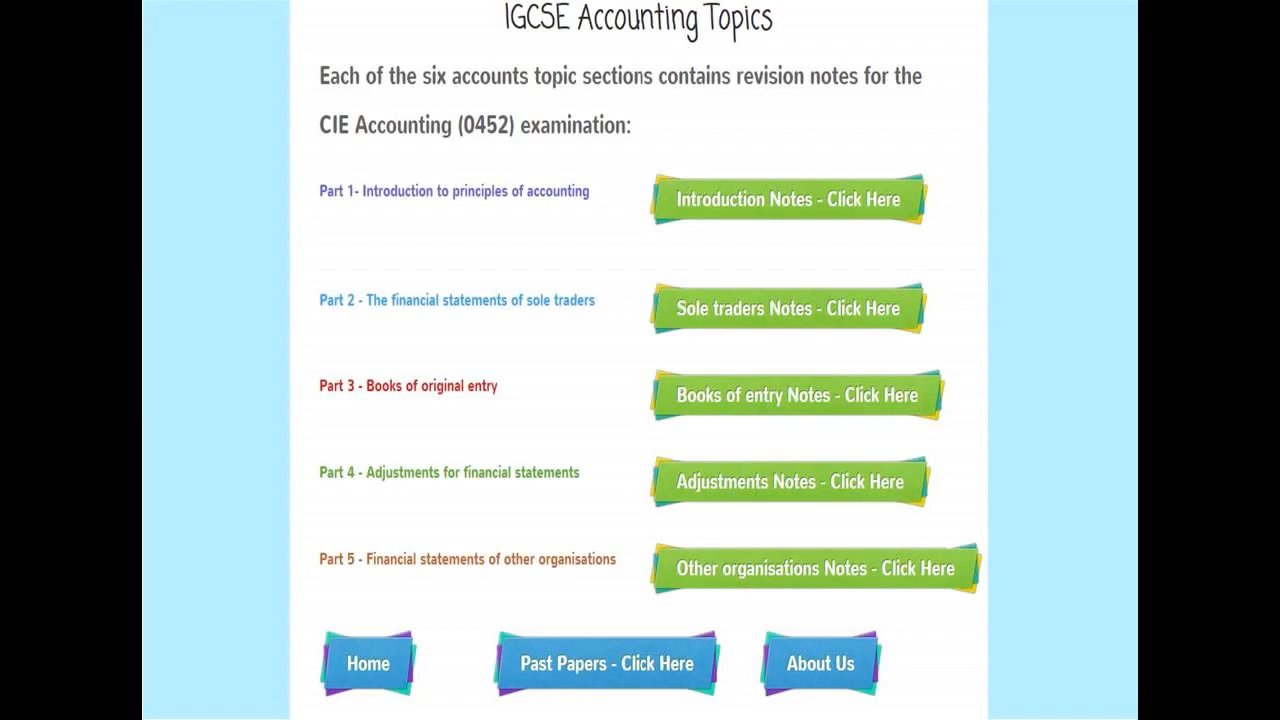 IGCSE Accounting Topics
Each of the six accounts topic sections contains revision notes for the
CIE Accounting (0452) examination:
Part 1- Introduction to principles of accounting
Introduction Notes - Click Here
Part 2 - The financial statements of sole traders
Sole traders Notes - Click Here
Part 3 - Books of original entry
Books of entry Notes - Click Here
Part 4 - Adjustments for financial statements
Adjustments Notes - Click Here
Part 5 - Financial statements of other organisations
Other organisations Notes - Click Here
Home
Past Papers - Click Here
About Us